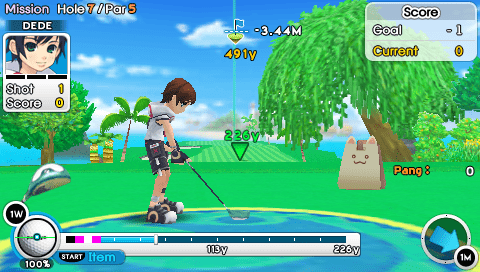 Mission Hole 7 / Par 5
DEDE
Shot 1
Score 0
-3.44M
491y
Score
Goal - 1
Current 0
226y
Pang : 0
1W
100%
START Item
113y
226y
1M